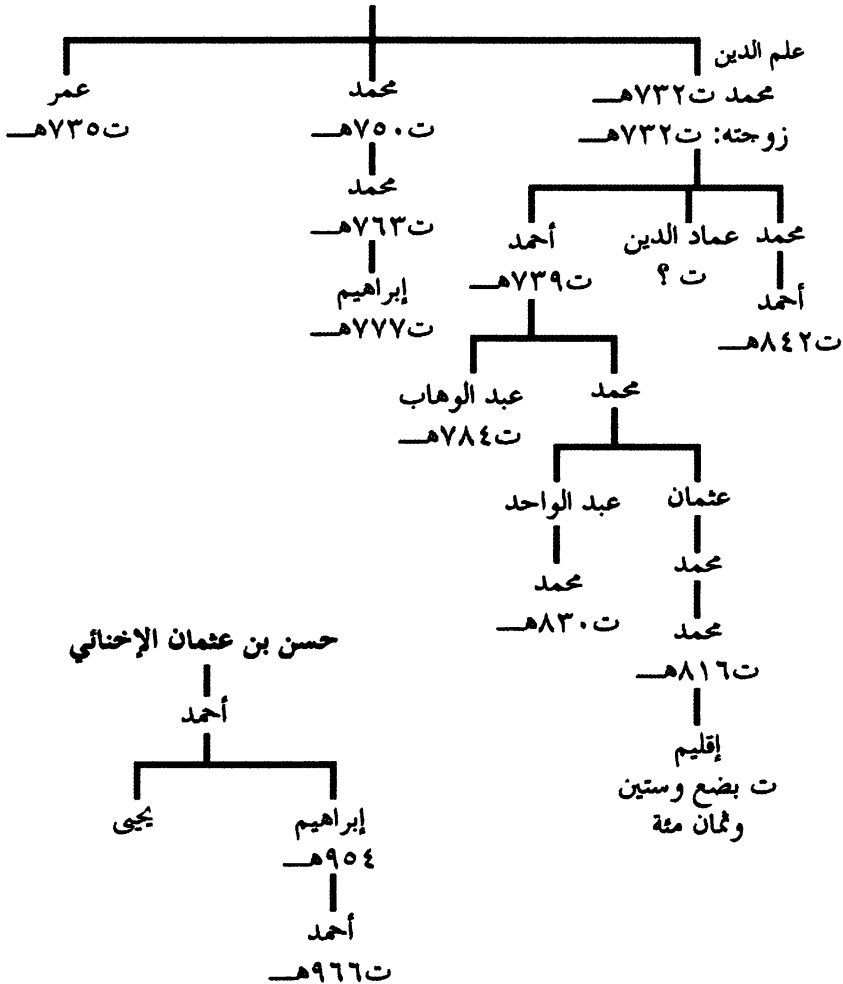 علم الدين
محمد ت٧٣٢هـ
زوجته: ت٧٣٢هـ
محمد
ت٧٥٠هـ
عمر
ت٧٣٥هـ
محمد
ت٧٦٣هـ
إبراهيم
ت٧٧٧هـ
محمد
أحمد
ت٨٤٢هـ
عماد الدين
ت ؟
أحمد
ت٧٣٩هـ
محمد
عبد الوهاب
ت٧٨٤هـ
عثمان
محمد
محمد
ت٨١٦هـ
إقليم
ت بضع وستين
وثمان مئة
عبد الواحد
محمد
ت٨٣٠هـ
حسن بن عثمان الإخنائي
أحمد
إبراهيم
٩٥٤هـ
أحمد
ت٩٦٦هـ
يحيى